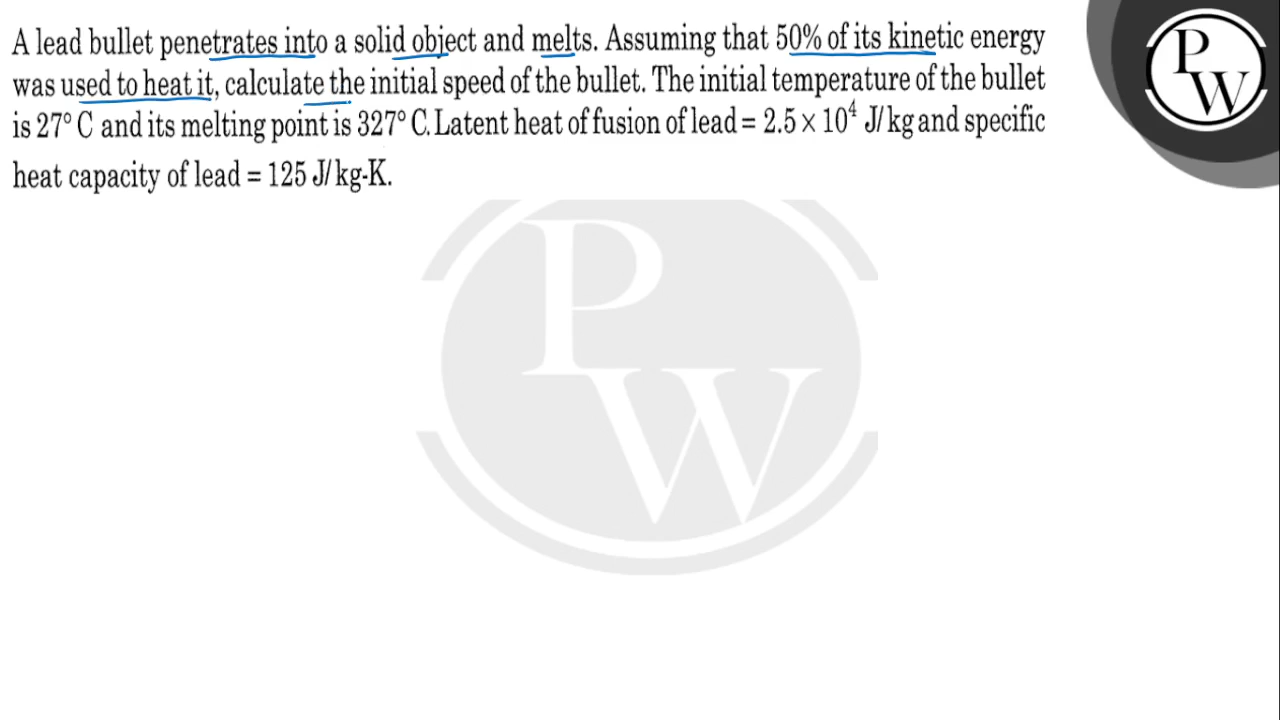 A lead bullet penetrates into a solid object and melts. Assuming that 50% of its kinetic energy
was used to heat it, calculate the initial speed of the bullet. The initial temperature of the bullet
is 27° C and its melting point is 327° C. Latent heat of fusion of lead = 2.5 × 10⁴ J/kg and specific
heat capacity of lead = 125 J/kg-K.
P
W
P
W